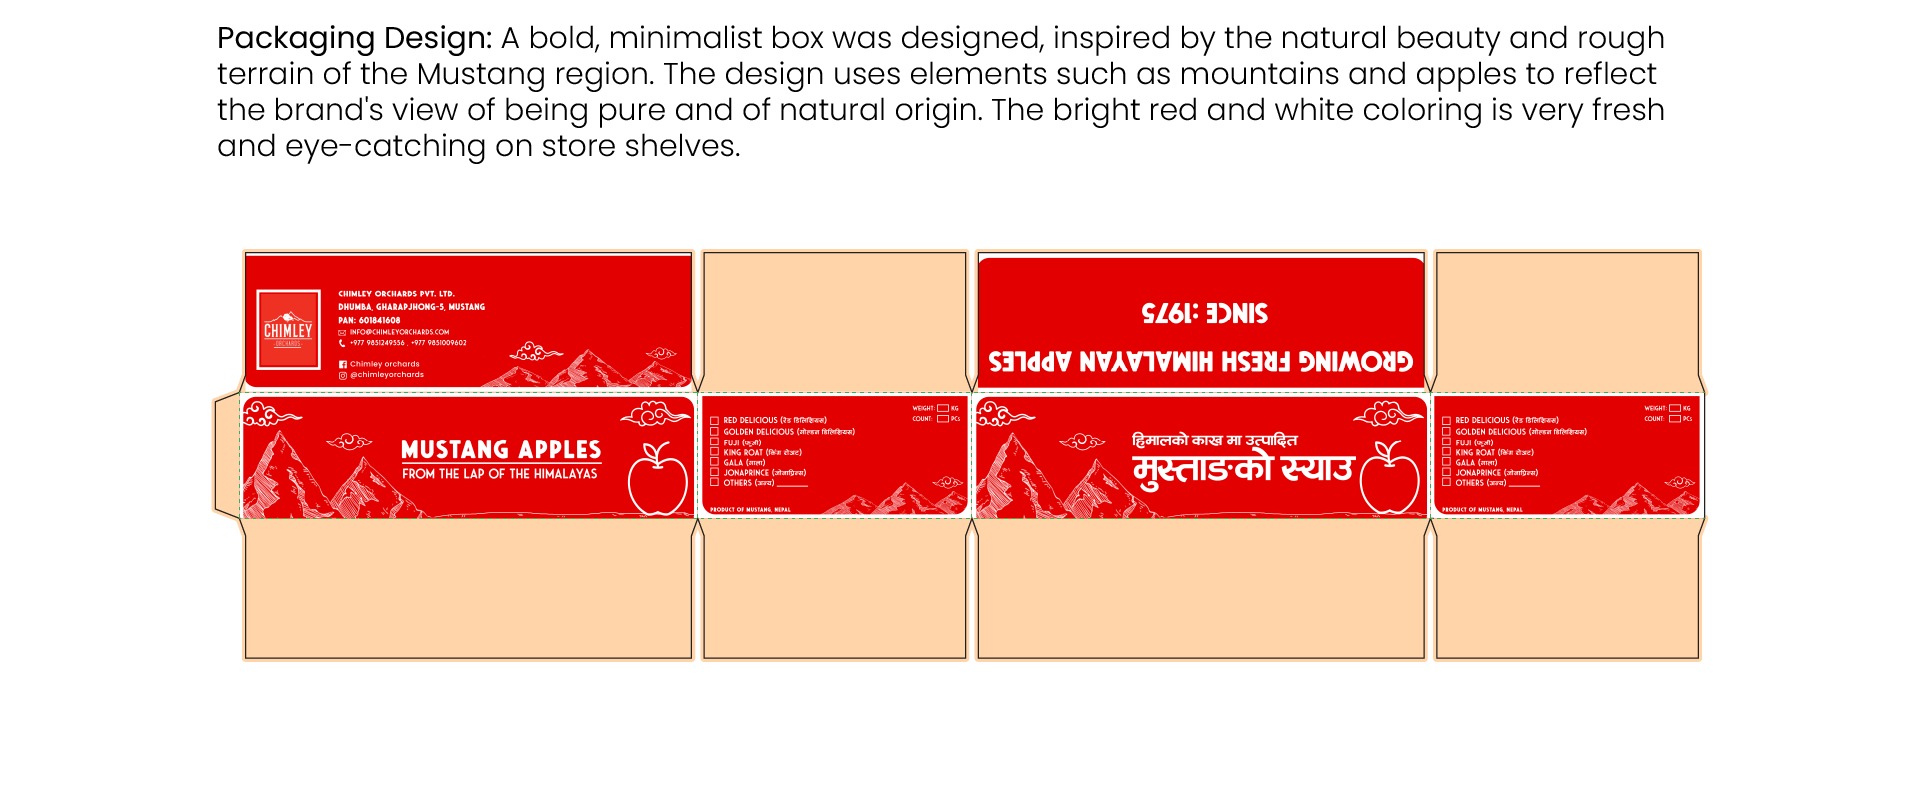 Packaging Design: A bold, minimalist box was designed, inspired by the natural beauty and rough
terrain of the Mustang region. The design uses elements such as mountains and apples to reflect
the brand's view of being pure and of natural origin. The bright red and white coloring is very fresh
and eye-catching on store shelves.
CHIMLEY
ORCHARDS
CHIMLEY ORCHARDS PVT. LTD.
DHUMBA, GHARAPJHONG-5, MUSTANG
PAN: 601841608
INFO@CHIMLEYORCHARDS.COM
+977 9851249556 , +977 9851009602
Chimley orchards
@chimleyorchards
GROWING FRESH HIMALAYAN APPLES
SINCE :1975
MUSTANG APPLES
FROM THE LAP OF THE HIMALAYAS
WEIGHT: KG
COUNT: PCs
RED DELICIOUS (रेड डिलिसियस)
GOLDEN DELICIOUS (गोल्डन डिलिसियस)
FUJI (फूजी)
KING ROAT (किंग रोअट)
GALA (गाला)
JONAPRINCE (जोनाप्रिन्स)
OTHERS (अन्य)
PRODUCT OF MUSTANG, NEPAL
हिमालको काख मा उत्पादित
मुस्ताङको स्याउ
WEIGHT: KG
COUNT: PCs
RED DELICIOUS (रेड डिलिसियस)
GOLDEN DELICIOUS (गोल्डन डिलिसियस)
FUJI (फूजी)
KING ROAT (किंग रोअट)
GALA (गाला)
JONAPRINCE (जोनाप्रिन्स)
OTHERS (अन्य)
PRODUCT OF MUSTANG, NEPAL